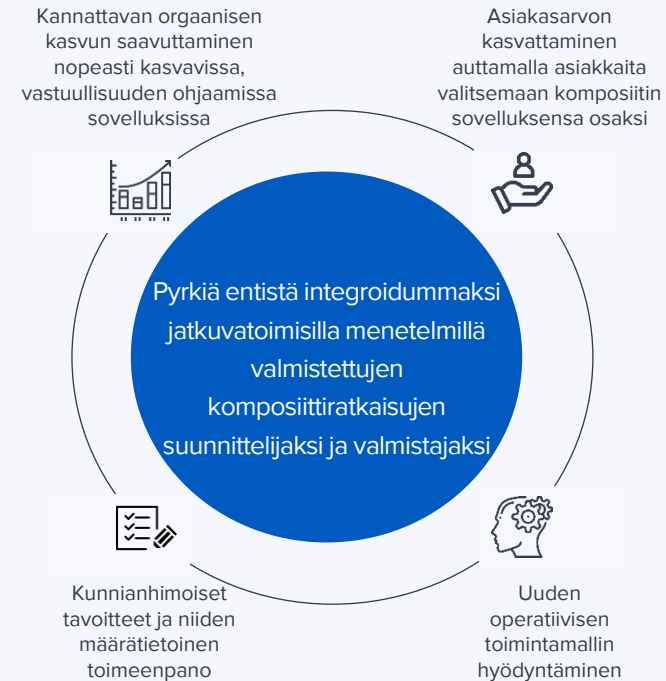 Kannattavan orgaanisen
kasvun saavuttaminen
nopeasti kasvavissa,
vastuullisuuden ohjaamissa
sovelluksissa
Asiakasarvon
kasvattaminen
auttamalla asiakkaita
valitsemaan komposiitin
sovelluksensa osaksi
Pyrkiä entistä integroidummaksi
jatkuvatoimisilla menetelmillä
valmistettujen
komposiittiratkaisujen
suunnittelijaksi ja valmistajaksi
Kunnianhimoiset
tavoitteet ja niiden
määrätietoinen
toimeenpano
Uuden
operatiivisen
toimintamallin
hyödyntäminen